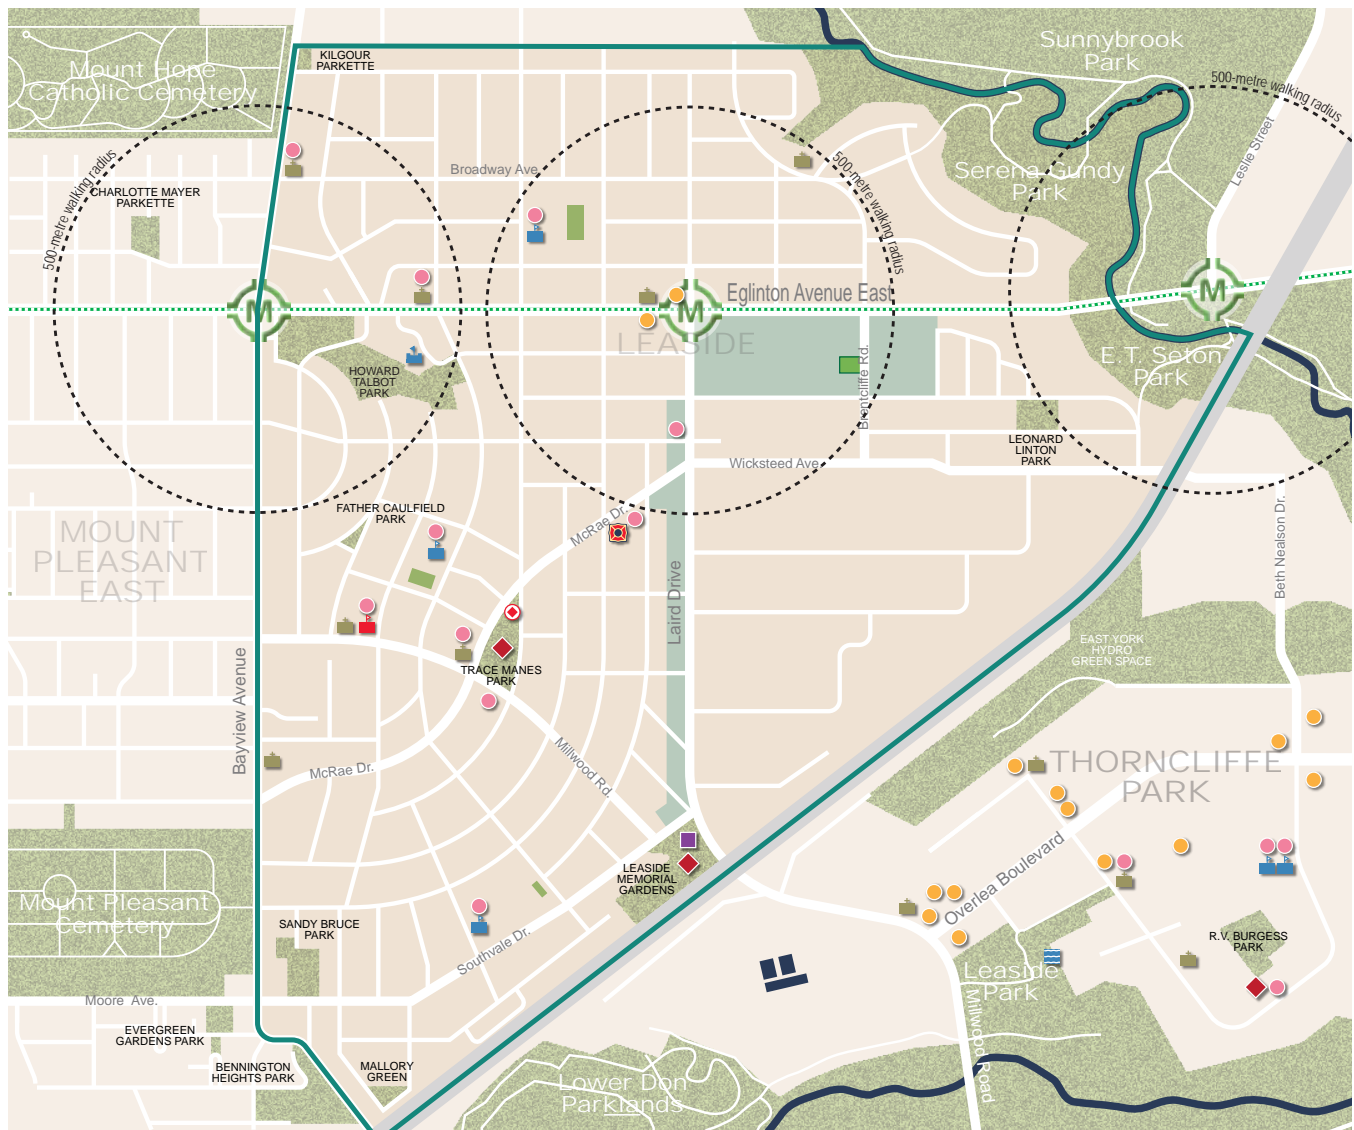 KILGOUR
PARKETTE
Sunnybrook
Park
Mount Hope
Catholic Cemetery
500-metre walking radius
Leslie Street
500-metre walking radius
500-metre walking radius
Broadway Ave.
Serena Gundy
Park
CHARLOTTE MAYER
PARKETTE
M
M
M
Eglinton Avenue East
LEASIDE
E.T. Seton
Park
HOWARD
TALBOT
PARK
Brentcliffe Rd.
LEONARD
LINTON
PARK
Wicksteed Ave.
FATHER CAULFIELD
PARK
McRae Dr.
MOUNT
PLEASANT
EAST
Beth Nealson Dr.
Laird Drive
EAST YORK
HYDRO
GREEN SPACE
TRACE MANES
PARK
Bayview Avenue
McRae Dr.
Millwood Rd.
THORNCLIFFE
PARK
LEASIDE
MEMORIAL
GARDENS
Overlea Boulevard
Mount Pleasant
Cemetery
SANDY BRUCE
PARK
Southvale Dr.
R.V. BURGESS
PARK
Leaside
Park
Moore Ave.
Millwood Road
EVERGREEN
GARDENS PARK
BENNINGTON
HEIGHTS PARK
MALLORY
GREEN
Lower Don
Parklands